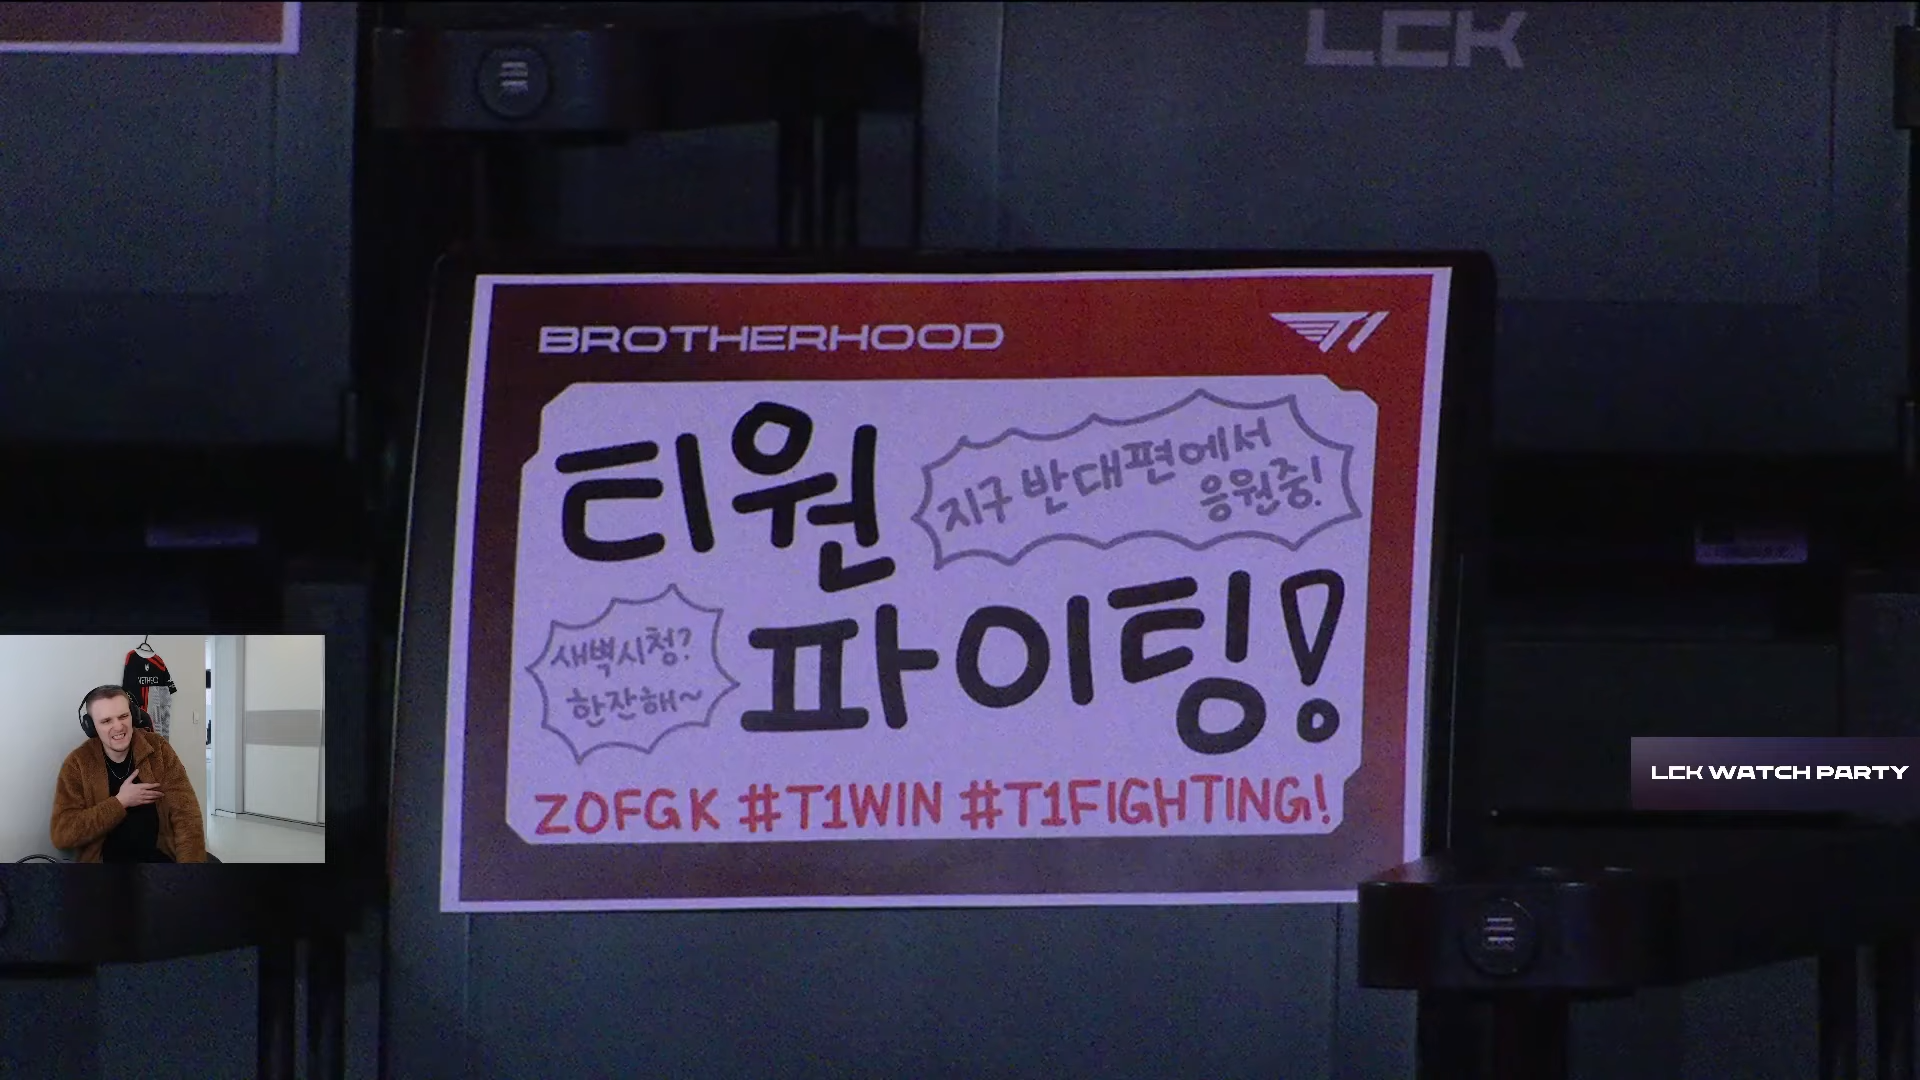 LCK
BROTHERHOOD
T1
티원
지구 반대편에서
응원중!
새벽시청?
한잔해~
파이팅!
ZOFGK #T1WIN #T1FIGHTING!
LCK WATCH PARTY